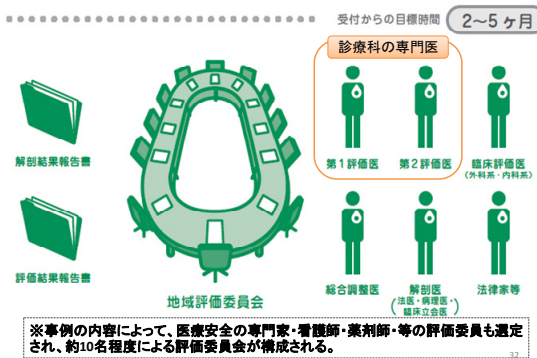 受付からの目標時間 2～5ヶ月
診療科の専門医
解剖結果報告書
第1評価医 第2評価医 臨床評価医
(外科系・内科系)
評価結果報告書
地域評価委員会
総合調整医 解剖医 法律家等
(法医・病理医・
臨床立会医)
※事例の内容によって、医療安全の専門家・看護師・薬剤師・等の評価委員も選定
され、約10名程度による評価委員会が構成される。
32